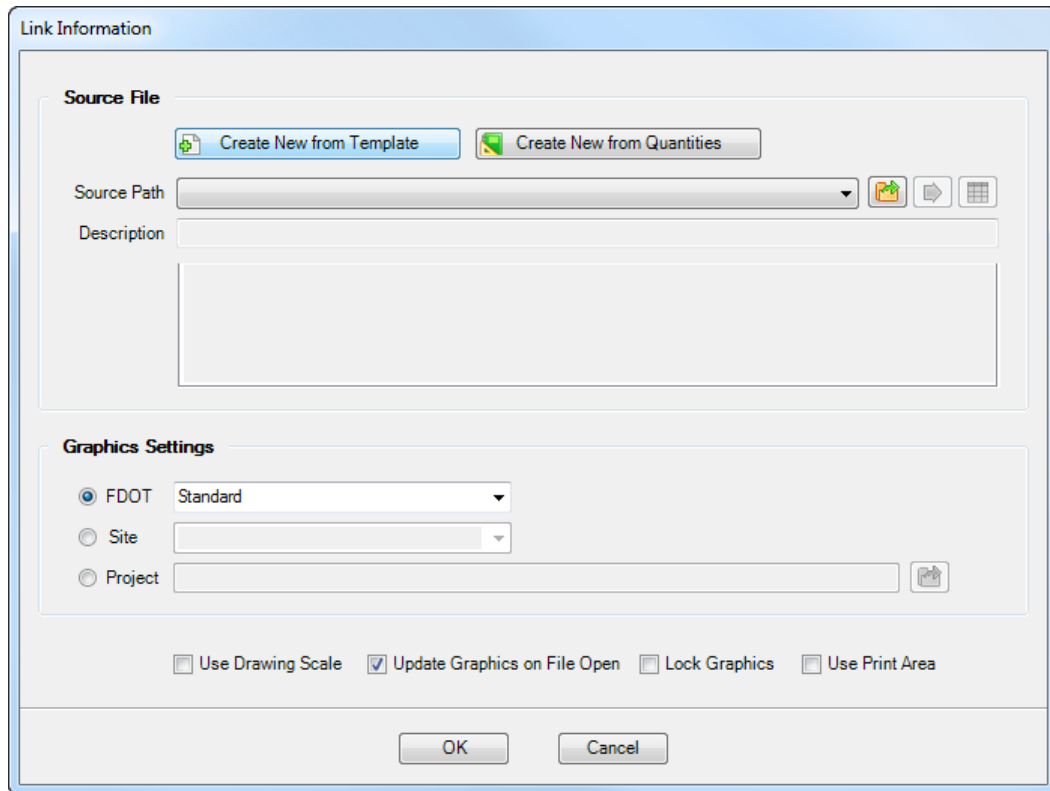 Link Information
Source File
Create New from Template Create New from Quantities
Source Path
Description
Graphics Settings
FDOT Standard
Site
Project
Use Drawing Scale Update Graphics on File Open Lock Graphics Use Print Area
OK Cancel